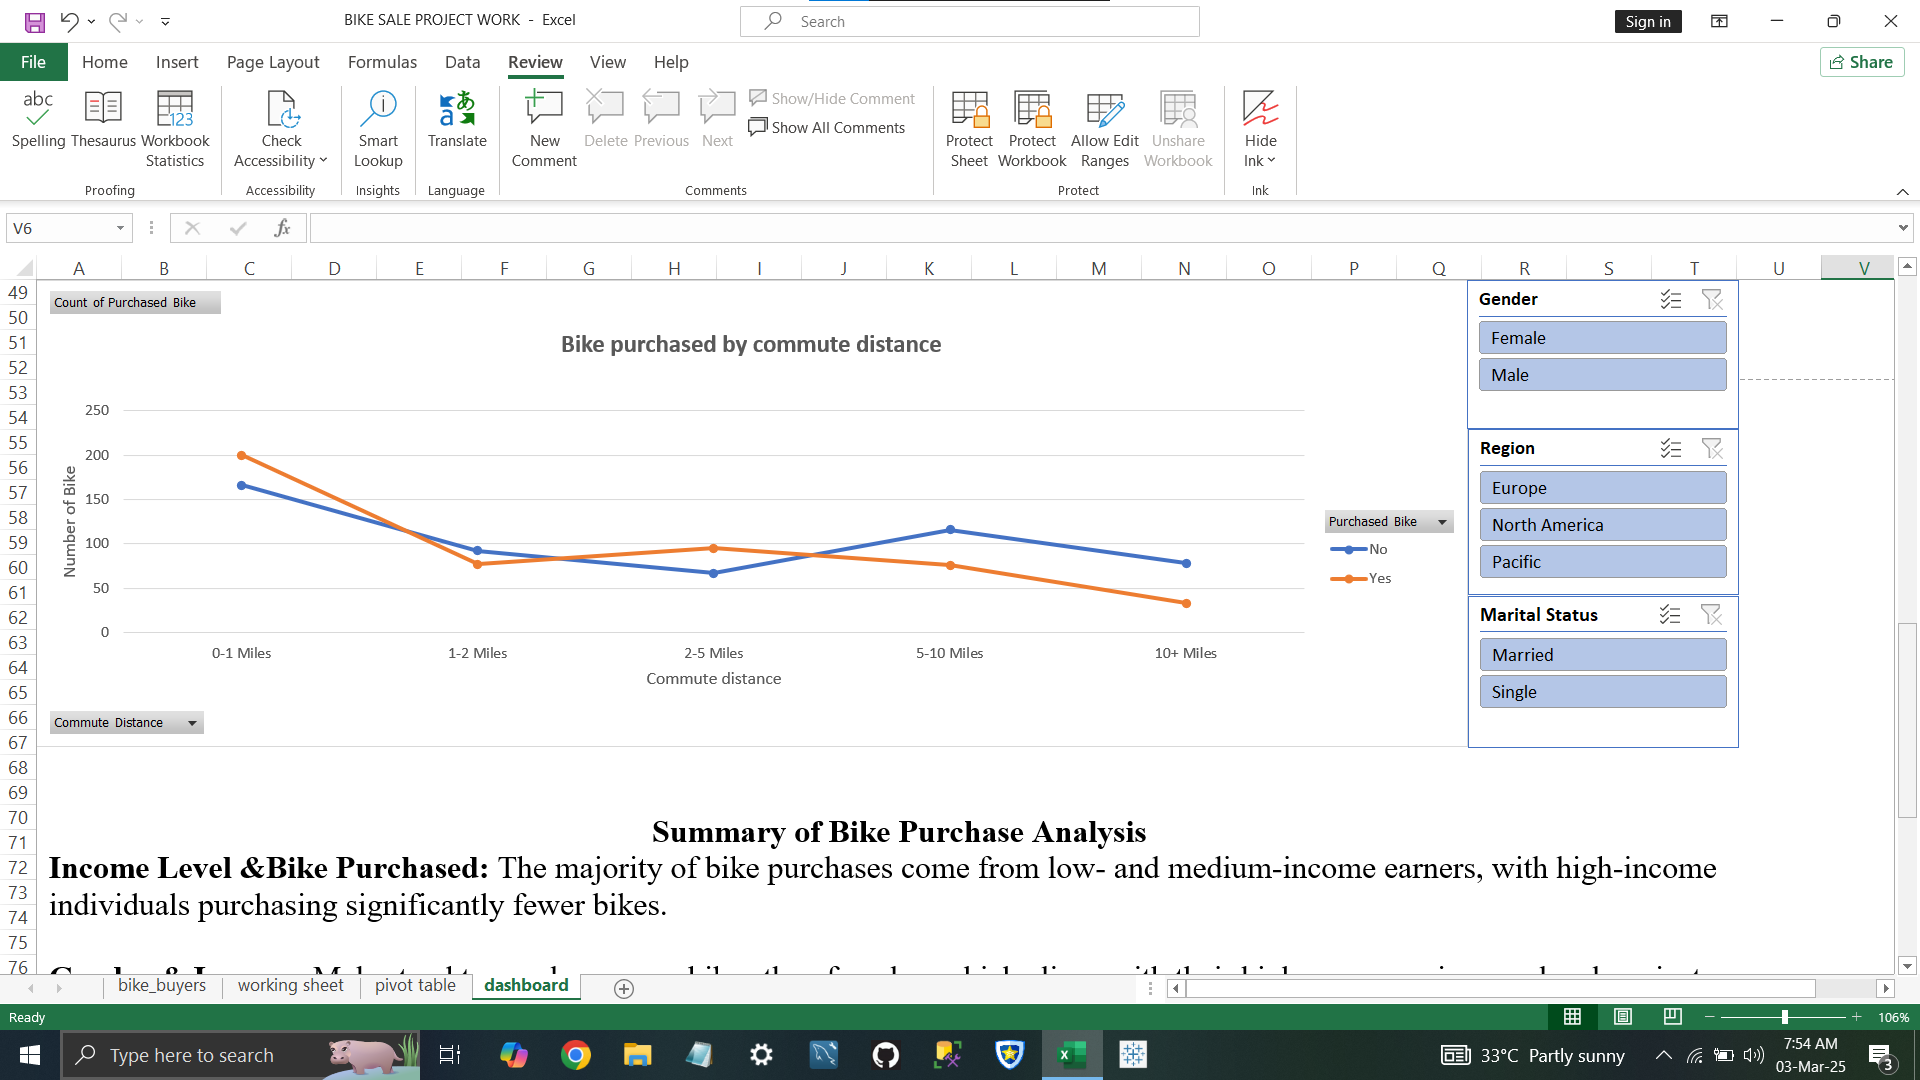 BIKE SALE PROJECT WORK - Excel
Search
Sign in
File Home Insert Page Layout Formulas Data Review View Help
Share
abc
Spelling Thesaurus Workbook Statistics
123
Proofing
Check Accessibility
Accessibility
Smart Lookup
Insights
Translate
Language
New Comment
Delete Previous Next
Show/Hide Comment
Show All Comments
Comments
Protect Sheet
Protect Workbook
Allow Edit Ranges
Unshare Workbook
Protect
Hide Ink
Ink
V6
fx
A B C D E F G H I J K L M N O P Q R S T U V
49
50
51
52
53
54
55
56
57
58
59
60
61
62
63
64
65
66
67
68
69
70
71
72
73
74
75
76
Count of Purchased Bike
Bike purchased by commute distance
250
200
150
100
50
0
Number of Bike
0-1 Miles 1-2 Miles 2-5 Miles 5-10 Miles 10+ Miles
Commute distance
Purchased Bike
No
Yes
Commute Distance
Gender
Female
Male
Region
Europe
North America
Pacific
Marital Status
Married
Single
Summary of Bike Purchase Analysis
Income Level &Bike Purchased: The majority of bike purchases come from low- and medium-income earners, with high-income
individuals purchasing significantly fewer bikes.
bike_buyers working sheet pivot table dashboard
Ready
106%
Type here to search
33°C Partly sunny
7:54 AM
03-Mar-25
3